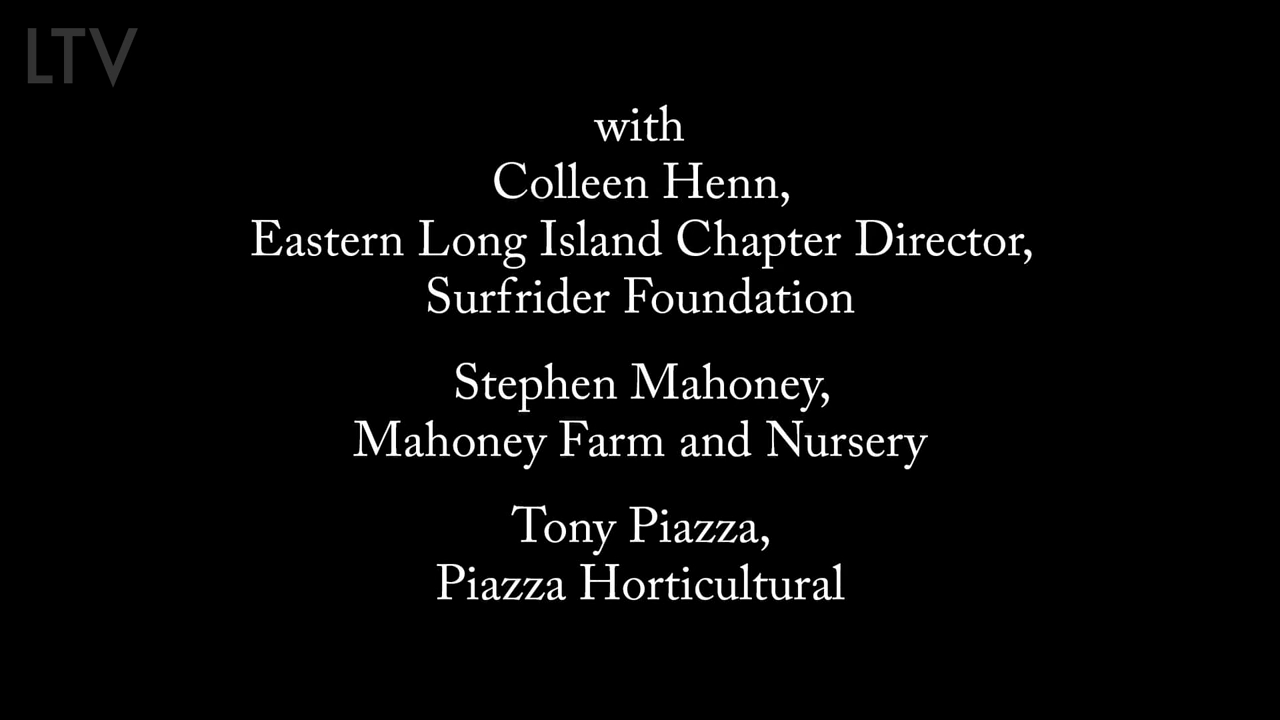 LTV
with
Colleen Henn,
Eastern Long Island Chapter Director,
Surfrider Foundation
Stephen Mahoney,
Mahoney Farm and Nursery
Tony Piazza,
Piazza Horticultural